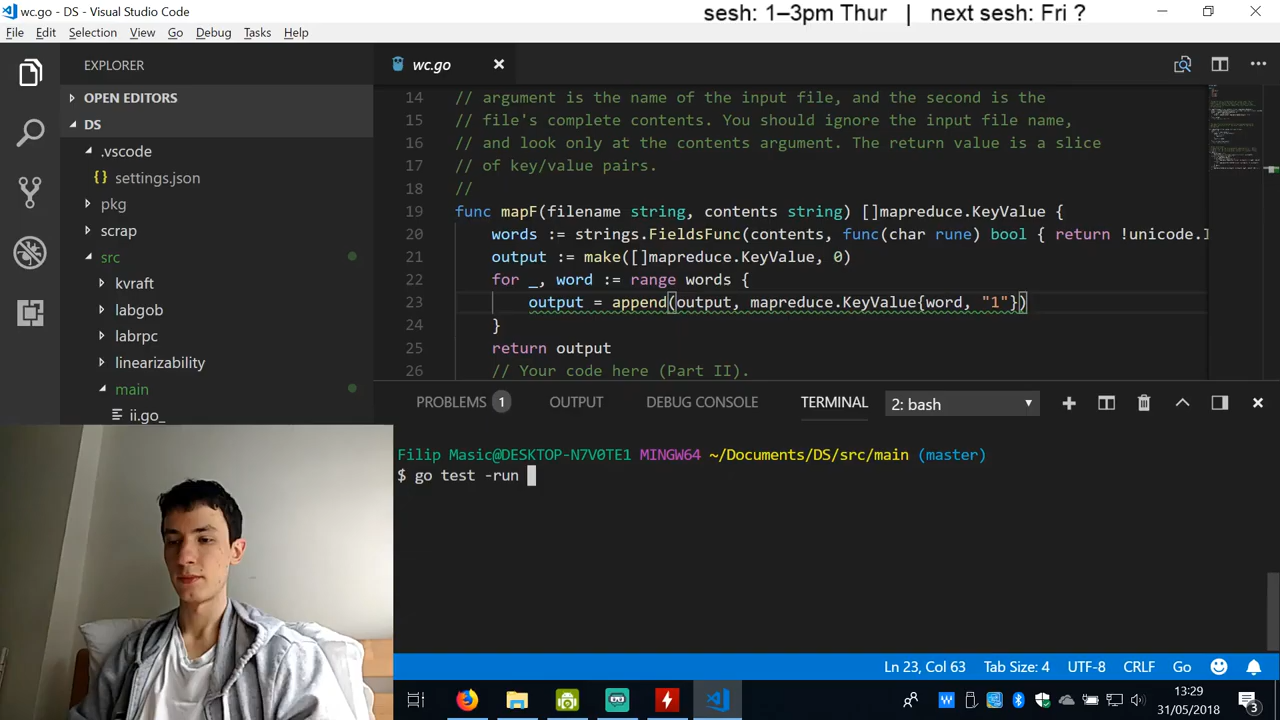 wc.go - DS - Visual Studio Code
sesh: 1–3pm Thur | next sesh: Fri ?
File Edit Selection View Go Debug Tasks Help
EXPLORER
OPEN EDITORS
DS
.vscode
{} settings.json
pkg
scrap
src
kvraft
labgob
labrpc
linearizability
main
ii.go_
wc.go
14 // argument is the name of the input file, and the second is the
15 // file's complete contents. You should ignore the input file name,
16 // and look only at the contents argument. The return value is a slice
17 // of key/value pairs.
18 //
19 func mapF(filename string, contents string) []mapreduce.KeyValue {
20 words := strings.FieldsFunc(contents, func(char rune) bool { return !unicode.
21 output := make([]mapreduce.KeyValue, 0)
22 for _, word := range words {
23 output = append(output, mapreduce.KeyValue{word, "1"})
24 }
25 return output
26 // Your code here (Part II).
PROBLEMS 1 OUTPUT DEBUG CONSOLE TERMINAL 2: bash
Filip Masic@DESKTOP-N7V0TE1 MINGW64 ~/Documents/DS/src/main (master)
$ go test -run
Ln 23, Col 63 Tab Size: 4 UTF-8 CRLF Go
13:29
31/05/2018
3